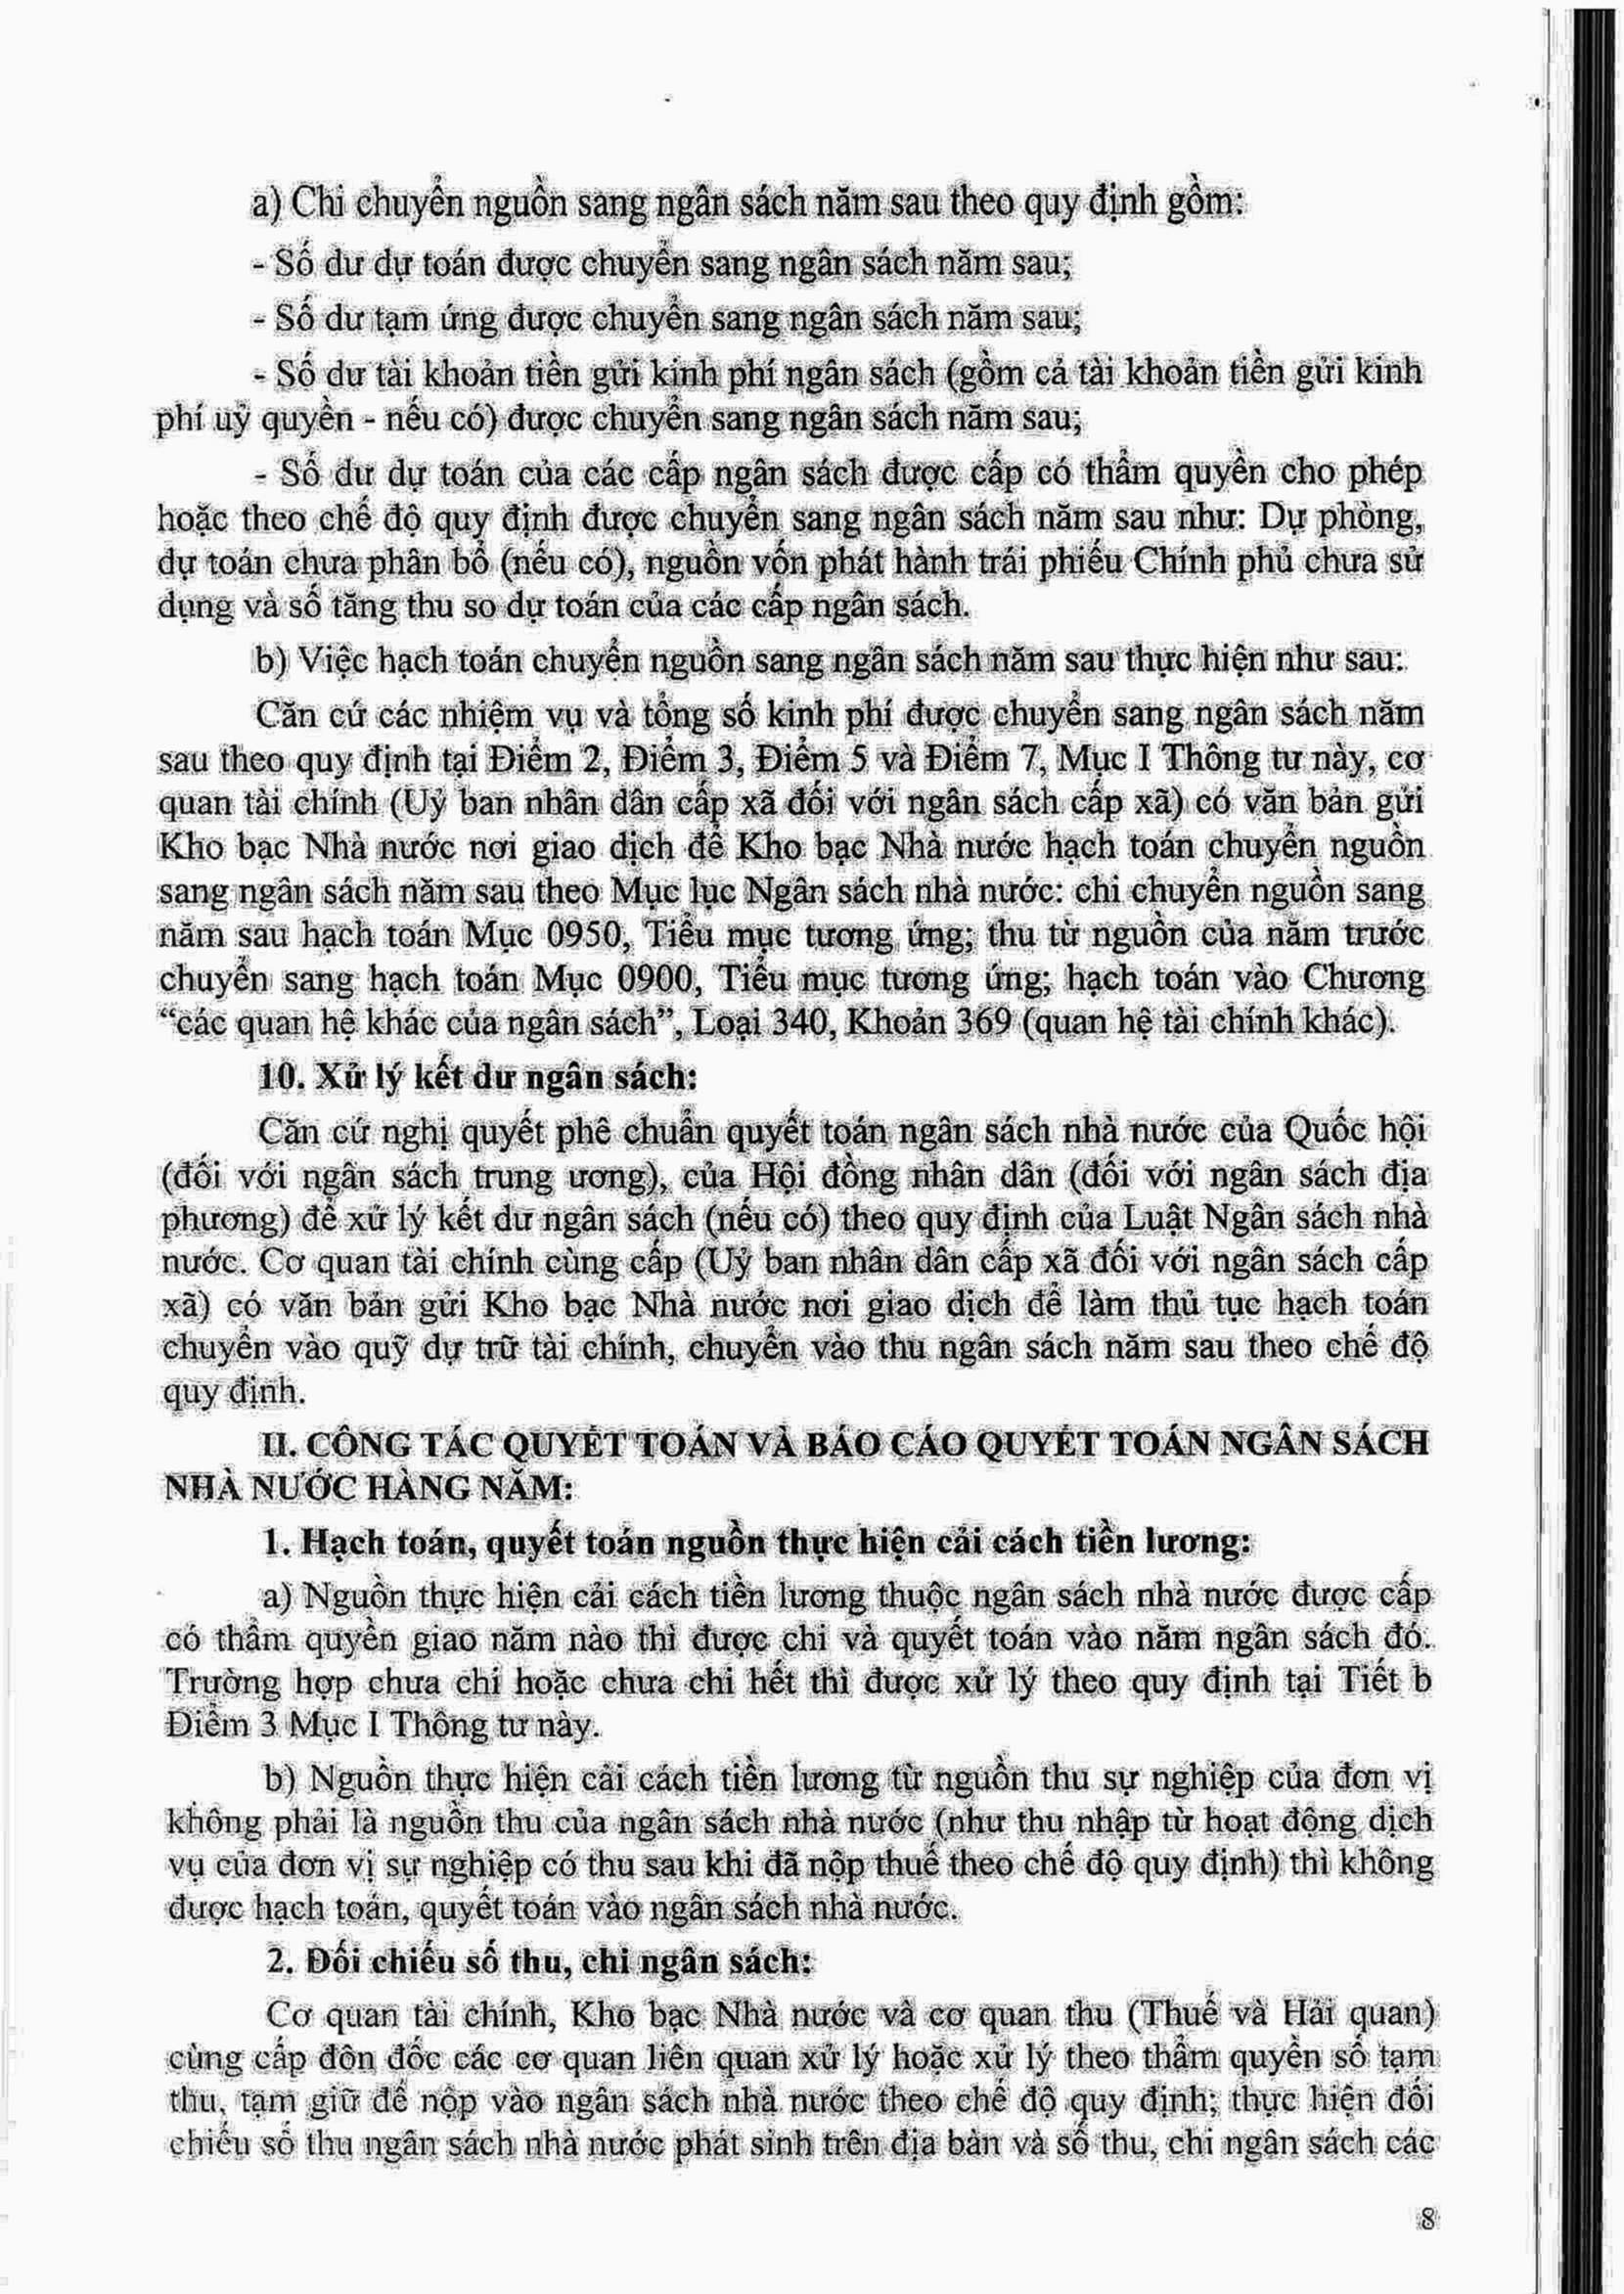 a) Chi chuyển nguồn sang ngân sách năm sau theo quy định gồm:
- Số dư dự toán được chuyển sang ngân sách năm sau;
- Số dư tạm ứng được chuyển sang ngân sách năm sau;
- Số dư tài khoản tiền gửi kinh phí ngân sách (gồm cả tài khoản tiền gửi kinh
phí uỷ quyền - nếu có) được chuyển sang ngân sách năm sau;
- Số dư dự toán của các cấp ngân sách được cấp có thẩm quyền cho phép
hoặc theo chế độ quy định được chuyển sang ngân sách năm sau như: Dự phòng,
dự toán chưa phân bổ (nếu có), nguồn vốn phát hành trái phiếu Chính phủ chưa sử
dụng và số tăng thu so dự toán của các cấp ngân sách.
b) Việc hạch toán chuyển nguồn sang ngân sách năm sau thực hiện như sau:
Căn cứ các nhiệm vụ và tổng số kinh phí được chuyển sang ngân sách năm
sau theo quy định tại Điểm 2, Điểm 3, Điểm 5 và Điểm 7, Mục I Thông tư này, cơ
quan tài chính (Uỷ ban nhân dân cấp xã đối với ngân sách cấp xã) có văn bản gửi
Kho bạc Nhà nước nơi giao dịch để Kho bạc Nhà nước hạch toán chuyển nguồn
sang ngân sách năm sau theo Mục lục Ngân sách nhà nước: chi chuyển nguồn sang
năm sau hạch toán Mục 0950, Tiểu mục tương ứng; thu từ nguồn của năm trước
chuyển sang hạch toán Mục 0900, Tiểu mục tương ứng; hạch toán vào Chương
“các quan hệ khác của ngân sách”, Loại 340, Khoản 369 (quan hệ tài chính khác).
10. Xử lý kết dư ngân sách:
Căn cứ nghị quyết phê chuẩn quyết toán ngân sách nhà nước của Quốc hội
(đối với ngân sách trung ương), của Hội đồng nhân dân (đối với ngân sách địa
phương) để xử lý kết dư ngân sách (nếu có) theo quy định của Luật Ngân sách nhà
nước. Cơ quan tài chính cùng cấp (Uỷ ban nhân dân cấp xã đối với ngân sách cấp
xã) có văn bản gửi Kho bạc Nhà nước nơi giao dịch để làm thủ tục hạch toán
chuyển vào quỹ dự trữ tài chính, chuyển vào thu ngân sách năm sau theo chế độ
quy định.
II. CÔNG TÁC QUYẾT TOÁN VÀ BÁO CÁO QUYẾT TOÁN NGÂN SÁCH
NHÀ NƯỚC HÀNG NĂM:
1. Hạch toán, quyết toán nguồn thực hiện cải cách tiền lương:
a) Nguồn thực hiện cải cách tiền lương thuộc ngân sách nhà nước được cấp
có thẩm quyền giao năm nào thì được chi và quyết toán vào năm ngân sách đó.
Trường hợp chưa chi hoặc chưa chi hết thì được xử lý theo quy định tại Tiết b
Điểm 3 Mục I Thông tư này.
b) Nguồn thực hiện cải cách tiền lương từ nguồn thu sự nghiệp của đơn vị
không phải là nguồn thu của ngân sách nhà nước (như thu nhập từ hoạt động dịch
vụ của đơn vị sự nghiệp có thu sau khi đã nộp thuế theo chế độ quy định) thì không
được hạch toán, quyết toán vào ngân sách nhà nước.
2. Đối chiếu số thu, chi ngân sách:
Cơ quan tài chính, Kho bạc Nhà nước và cơ quan thu (Thuế và Hải quan)
cùng cấp đôn đốc các cơ quan liên quan xử lý hoặc xử lý theo thẩm quyền số tạm
thu, tạm giữ để nộp vào ngân sách nhà nước theo chế độ quy định; thực hiện đối
chiếu số thu ngân sách nhà nước phát sinh trên địa bàn và số thu, chi ngân sách các
8